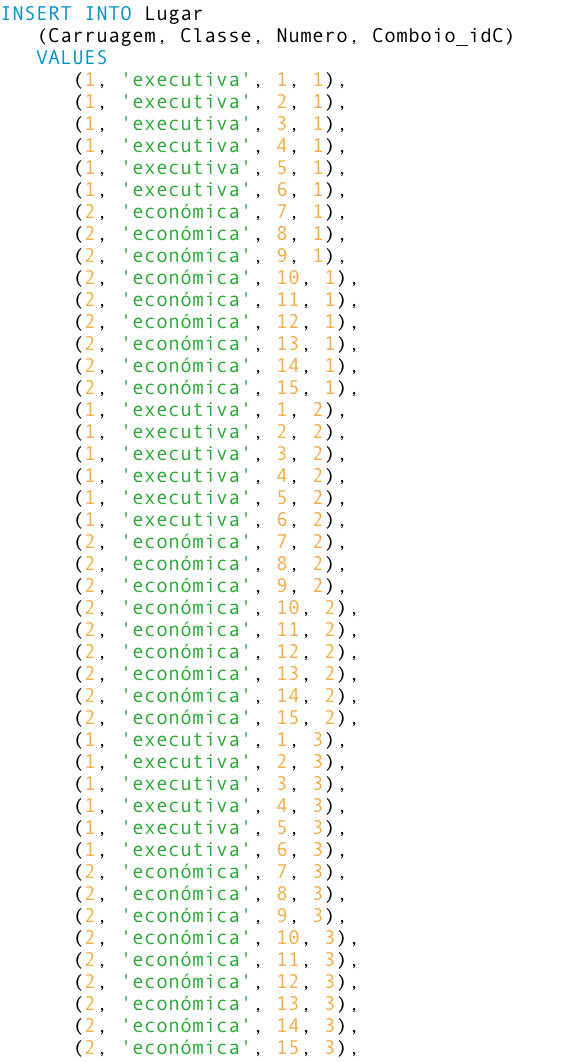 INSERT INTO Lugar
(Carruagem, Classe, Numero, Comboio_idC)
VALUES
(1, 'executiva', 1, 1),
(1, 'executiva', 2, 1),
(1, 'executiva', 3, 1),
(1, 'executiva', 4, 1),
(1, 'executiva', 5, 1),
(1, 'executiva', 6, 1),
(2, 'económica', 7, 1),
(2, 'económica', 8, 1),
(2, 'económica', 9, 1),
(2, 'económica', 10, 1),
(2, 'económica', 11, 1),
(2, 'económica', 12, 1),
(2, 'económica', 13, 1),
(2, 'económica', 14, 1),
(2, 'económica', 15, 1),
(1, 'executiva', 1, 2),
(1, 'executiva', 2, 2),
(1, 'executiva', 3, 2),
(1, 'executiva', 4, 2),
(1, 'executiva', 5, 2),
(1, 'executiva', 6, 2),
(2, 'económica', 7, 2),
(2, 'económica', 8, 2),
(2, 'económica', 9, 2),
(2, 'económica', 10, 2),
(2, 'económica', 11, 2),
(2, 'económica', 12, 2),
(2, 'económica', 13, 2),
(2, 'económica', 14, 2),
(2, 'económica', 15, 2),
(1, 'executiva', 1, 3),
(1, 'executiva', 2, 3),
(1, 'executiva', 3, 3),
(1, 'executiva', 4, 3),
(1, 'executiva', 5, 3),
(1, 'executiva', 6, 3),
(2, 'económica', 7, 3),
(2, 'económica', 8, 3),
(2, 'económica', 9, 3),
(2, 'económica', 10, 3),
(2, 'económica', 11, 3),
(2, 'económica', 12, 3),
(2, 'económica', 13, 3),
(2, 'económica', 14, 3),
(2, 'económica', 15, 3),